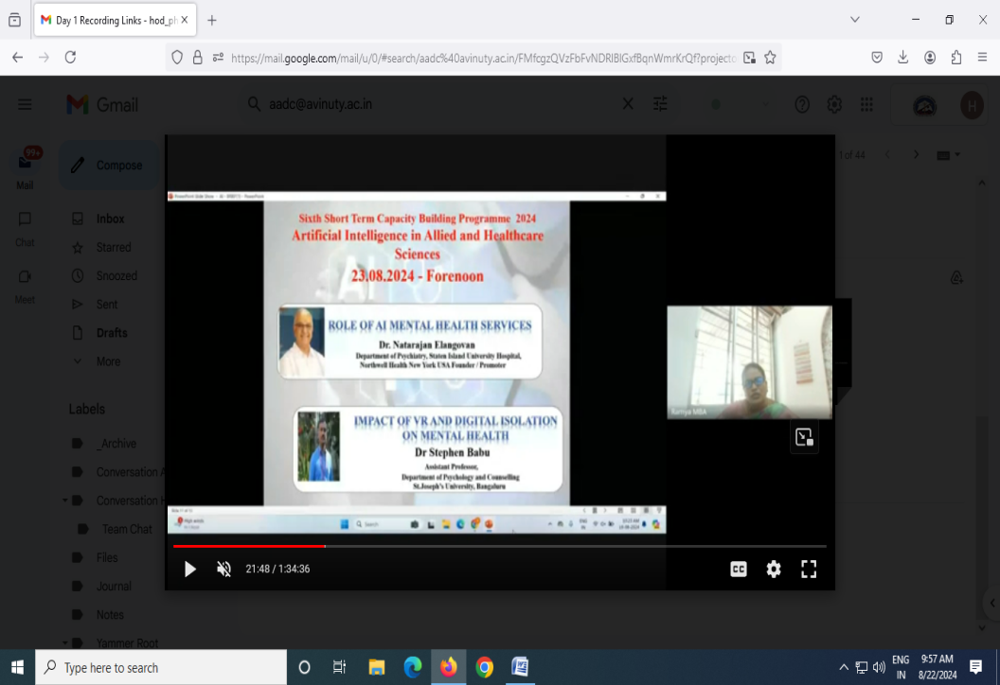 Day 1 Recording Links - hod_ph
https://mail.google.com/mail/u/0/#search/aadc%40avinuty.ac.in/FMfcgzQVzFbFvNDRlBlGxfBqnWmrKrQf?projecto
Gmail
aadc@avinuty.ac.in
H
99+
Mail
Chat
Meet
Compose
1 of 44
Inbox
Starred
Snoozed
Sent
Drafts
More
Labels
_Archive
Conversation A
Conversation H
Team Chat
Files
Journal
Notes
Yammer Root
Sixth Short Term Capacity Building Programme 2024
Artificial Intelligence in Allied and Healthcare
Sciences
23.08.2024 - Forenoon
ROLE OF AI MENTAL HEALTH SERVICES
Dr. Natarajan Elangovan
Department of Psychiatry, Staten Island University Hospital,
Northwell Health New York USA Founder / Promoter
IMPACT OF VR AND DIGITAL ISOLATION
ON MENTAL HEALTH
Dr Stephen Babu
Assistant Professor,
Department of Psychology and Counselling
St.Joseph's University, Bangaluru
Ramya MBA
Search
21:48 / 1:34:36
CC
Type here to search
ENG
IN
9:57 AM
8/22/2024